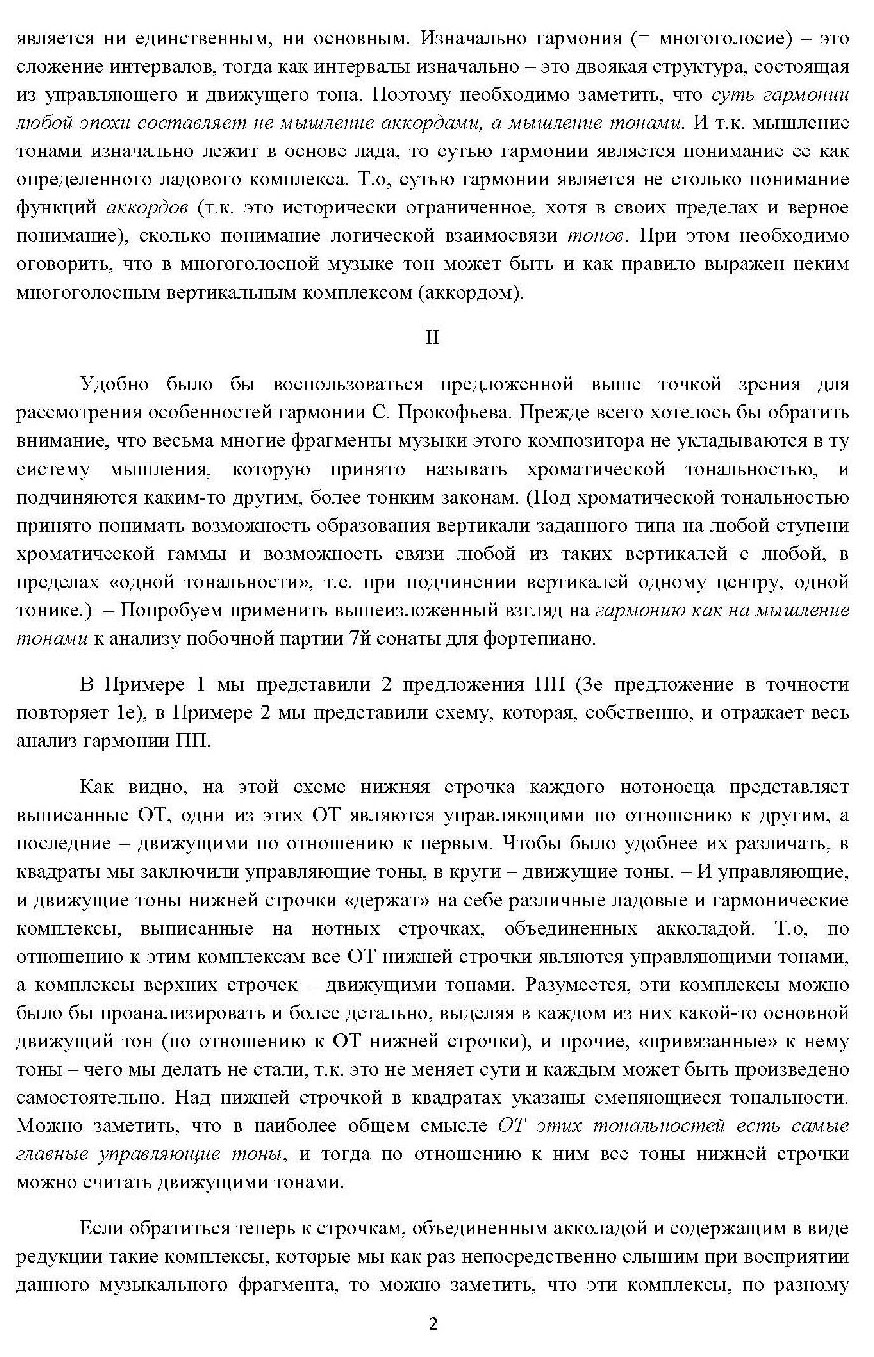 является ни единственным, ни основным. Изначально гармония (= многоголосие) – это
сложение интервалов, тогда как интервалы изначально – это двоякая структура, состоящая
из управляющего и движущего тона. Поэтому необходимо заметить, что суть гармонии
любой эпохи составляет не мышление аккордами, а мышление тонами. И т.к. мышление
тонами изначально лежит в основе лада, то сутью гармонии является понимание ее как
определенного ладового комплекса. Т.о, сутью гармонии является не столько понимание
функций аккордов (т.к. это исторически ограниченное, хотя в своих пределах и верное
понимание), сколько понимание логической взаимосвязи тонов. При этом необходимо
оговорить, что в многоголосной музыке тон может быть и как правило выражен неким
многоголосным вертикальным комплексом (аккордом).
II
Удобно было бы воспользоваться предложенной выше точкой зрения для
рассмотрения особенностей гармонии С. Прокофьева. Прежде всего хотелось бы обратить
внимание, что весьма многие фрагменты музыки этого композитора не укладываются в ту
систему мышления, которую принято называть хроматической тональностью, и
подчиняются каким-то другим, более тонким законам. (Под хроматической тональностью
принято понимать возможность образования вертикали заданного типа на любой ступени
хроматической гаммы и возможность связи любой из таких вертикалей с любой, в
пределах «одной тональности», т.е. при подчинении вертикалей одному центру, одной
тонике.) – Попробуем применить вышеизложенный взгляд на гармонию как на мышление
тонами к анализу побочной партии 7й сонаты для фортепиано.
В Примере 1 мы представили 2 предложения ПП (3е предложение в точности
повторяет 1е), в Примере 2 мы представили схему, которая, собственно, и отражает весь
анализ гармонии ПП.
Как видно, на этой схеме нижняя строчка каждого нотоносца представляет
выписанные ОТ, одни из этих ОТ являются управляющими по отношению к другим, а
последние – движущими по отношению к первым. Чтобы было удобнее их различать, в
квадраты мы заключили управляющие тоны, в круги – движущие тоны. – И управляющие,
и движущие тоны нижней строчки «держат» на себе различные ладовые и гармонические
комплексы, выписанные на нотных строчках, объединенных акколадой. Т.о, по
отношению к этим комплексам все ОТ нижней строчки являются управляющими тонами,
а комплексы верхних строчек – движущими тонами. Разумеется, эти комплексы можно
было бы проанализировать и более детально, выделяя в каждом из них какой-то основной
движущий тон (по отношению к ОТ нижней строчки), и прочие, «привязанные» к нему
тоны – чего мы делать не стали, т.к. это не меняет сути и каждым может быть произведено
самостоятельно. Над нижней строчкой в квадратах указаны сменяющиеся тональности.
Можно заметить, что в наиболее общем смысле ОТ этих тональностей есть самые
главные управляющие тоны, и тогда по отношению к ним все тоны нижней строчки
можно считать движущими тонами.
Если обратиться теперь к строчкам, объединенным акколадой и содержащим в виде
редукции такие комплексы, которые мы как раз непосредственно слышим при восприятии
данного музыкального фрагмента, то можно заметить, что эти комплексы, по разному
2